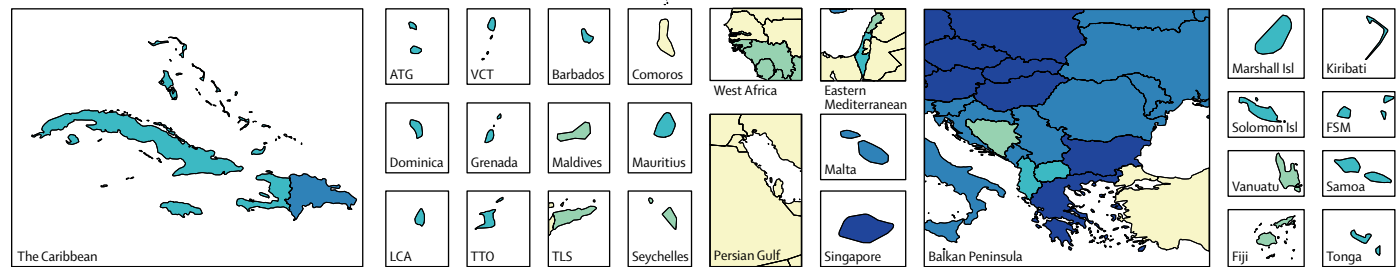 The Caribbean
ATG
VCT
Barbados
Comoros
Dominica
Grenada
Maldives
Mauritius
LCA
TTO
TLS
Seychelles
West Africa
Eastern
Mediterranean
Persian Gulf
Malta
Singapore
Balkan Peninsula
Marshall Isl
Kiribati
Solomon Isl
FSM
Vanuatu
Samoa
Fiji
Tonga